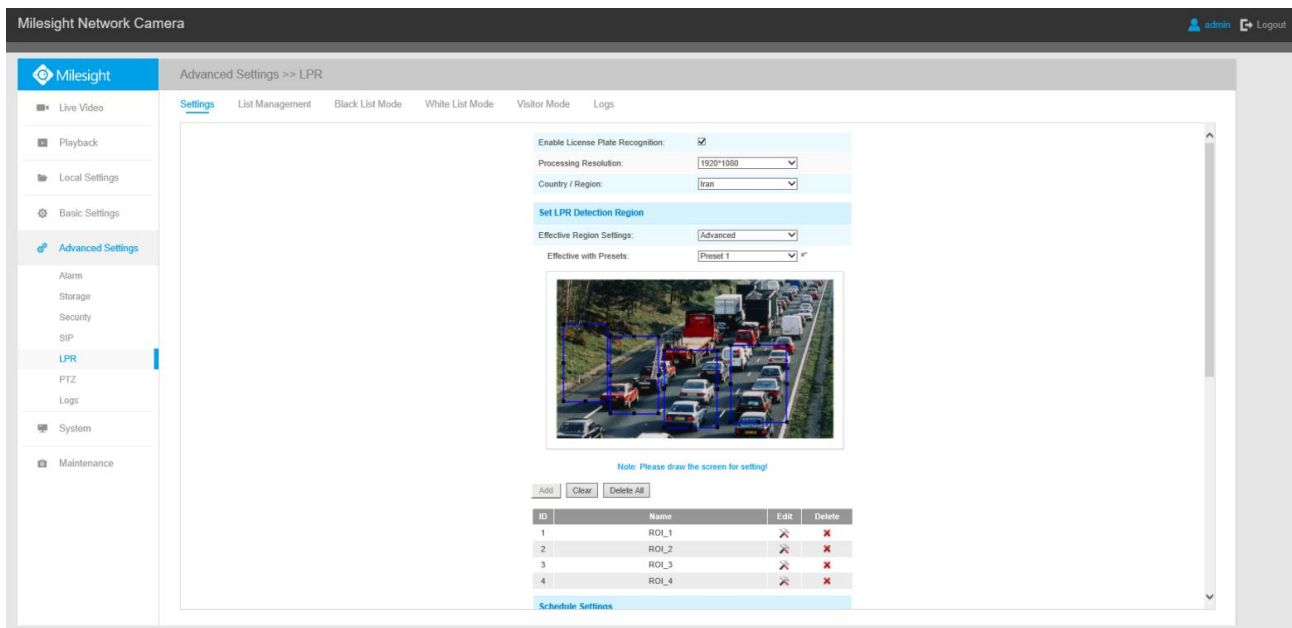 Milesight Network Camera
admin Logout
Milesight
Advanced Settings >> LPR
Live Video
Playback
Local Settings
Basic Settings
Advanced Settings
Alarm
Storage
Security
SIP
LPR
PTZ
Logs
System
Maintenance
Settings List Management Black List Mode White List Mode Visitor Mode Logs
Enable License Plate Recognition:
Processing Resolution: 1920*1080
Country / Region: Iran
Set LPR Detection Region
Effective Region Settings: Advanced
Effective with Presets: Preset 1
Note: Please draw the screen for setting!
Add Clear Delete All
ID Name Edit Delete
1 ROI_1
2 ROI_2
3 ROI_3
4 ROI_4
Schedule Settings